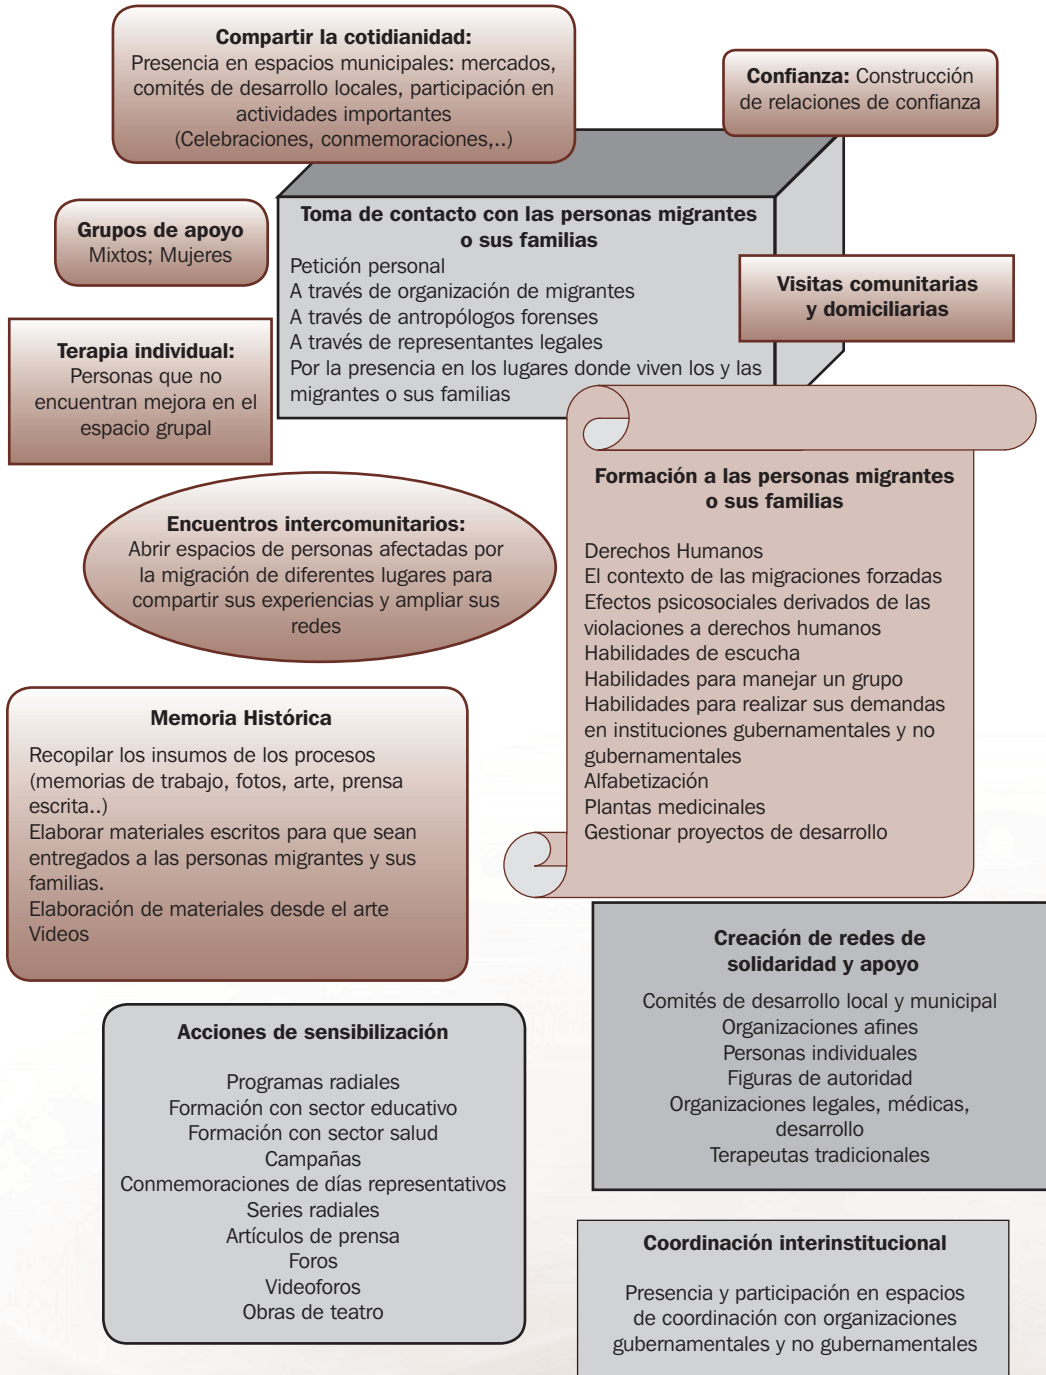 Compartir la cotidianidad:
Presencia en espacios municipales: mercados,
comités de desarrollo locales, participación en
actividades importantes
(Celebraciones, conmemoraciones,..)
Confianza: Construcción
de relaciones de confianza
Grupos de apoyo
Mixtos; Mujeres
Toma de contacto con las personas migrantes
o sus familias
Petición personal
A través de organización de migrantes
A través de antropólogos forenses
A través de representantes legales
Por la presencia en los lugares donde viven los y las
migrantes o sus familias
Visitas comunitarias
y domiciliarias
Terapia individual:
Personas que no
encuentran mejora en el
espacio grupal
Formación a las personas migrantes
o sus familias
Derechos Humanos
El contexto de las migraciones forzadas
Efectos psicosociales derivados de las
violaciones a derechos humanos
Habilidades de escucha
Habilidades para manejar un grupo
Habilidades para realizar sus demandas
en instituciones gubernamentales y no
gubernamentales
Alfabetización
Plantas medicinales
Gestionar proyectos de desarrollo
Encuentros intercomunitarios:
Abrir espacios de personas afectadas por
la migración de diferentes lugares para
compartir sus experiencias y ampliar sus
redes
Memoria Histórica
Recopilar los insumos de los procesos
(memorias de trabajo, fotos, arte, prensa
escrita..)
Elaborar materiales escritos para que sean
entregados a las personas migrantes y sus
familias.
Elaboración de materiales desde el arte
Videos
Creación de redes de
solidaridad y apoyo
Comités de desarrollo local y municipal
Organizaciones afines
Personas individuales
Figuras de autoridad
Organizaciones legales, médicas,
desarrollo
Terapeutas tradicionales
Acciones de sensibilización
Programas radiales
Formación con sector educativo
Formación con sector salud
Campañas
Conmemoraciones de días representativos
Series radiales
Artículos de prensa
Foros
Videoforos
Obras de teatro
Coordinación interinstitucional
Presencia y participación en espacios
de coordinación con organizaciones
gubernamentales y no gubernamentales